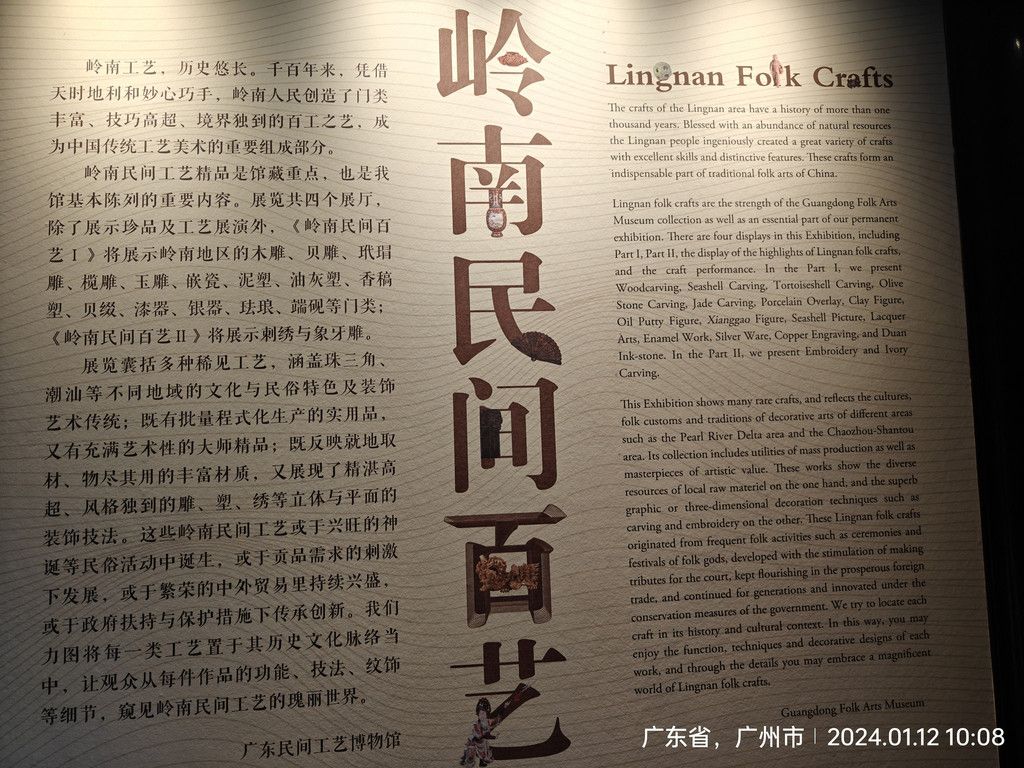 岭南工艺，历史悠长。千百年来，凭借
天时地利和妙心巧手，岭南人民创造了门类
丰富、技巧高超、境界独到的百工之艺，成
为中国传统工艺美术的重要组成部分。
岭南民间工艺精品是馆藏重点，也是我
馆基本陈列的重要内容。展览共四个展厅，
除了展示珍品及工艺展演外，《岭南民间百
艺Ⅰ》将展示岭南地区的木雕、贝雕、玳瑁
雕、榄雕、玉雕、嵌瓷、泥塑、油灰塑、香稿
塑、贝缀、漆器、银器、珐琅、端砚等门类；
《岭南民间百艺Ⅱ》将展示刺绣与象牙雕。
展览囊括多种稀见工艺，涵盖珠三角、
潮汕等不同地域的文化与民俗特色及装饰
艺术传统；既有批量程式化生产的实用品，
又有充满艺术性的大师精品；既反映就地取
材、物尽其用的丰富材质，又展现了精湛高
超、风格独到的雕、塑、绣等立体与平面的
装饰技法。这些岭南民间工艺或于兴旺的神
诞等民俗活动中诞生，或于贡品需求的刺激
下发展，或于繁荣的中外贸易里持续兴盛，
或于政府扶持与保护措施下传承创新。我们
力图将每一类工艺置于其历史文化脉络当
中，让观众从每件作品的功能、技法、纹饰
等细节，窥见岭南民间工艺的瑰丽世界。
广东民间工艺博物馆
岭南民间百艺
Lingnan Folk Crafts
The crafts of the Lingnan area have a history of more than one
thousand years. Blessed with an abundance of natural resources
the Lingnan people ingeniously created a great variety of crafts
with excellent skills and distinctive features. These crafts form an
indispensable part of traditional folk arts of China.
Lingnan folk crafts are the strength of the Guangdong Folk Arts
Museum collection as well as an essential part of our permanent
exhibition. There are four displays in this Exhibition, including
Part I, Part II, the display of the highlights of Lingnan folk crafts,
and the craft performance. In the Part I, we present
Woodcarving, Seashell Carving, Tortoiseshell Carving, Olive
Stone Carving, Jade Carving, Porcelain Overlay, Clay Figure,
Oil Putty Figure, Xianggao Figure, Seashell Picture, Lacquer
Arts, Enamel Work, Silver Ware, Copper Engraving, and Duan
Ink-stone. In the Part II, we present Embroidery and Ivory
Carving.
This Exhibition shows many rare crafts, and reflects the cultures,
folk customs and traditions of decorative arts of different areas
such as the Pearl River Delta area and the Chaozhou-Shantou
area. Its collection includes utilities of mass production as well as
masterpieces of artistic value. These works show the diverse
resources of local raw materiel on the one hand, and the superb
graphic or three-dimensional decoration techniques such as
carving and embroidery on the other. These Lingnan folk crafts
originated from frequent folk activities such as ceremonies and
festivals of folk gods, developed with the stimulation of making
tributes for the court, kept flourishing in the prosperous foreign
trade, and continued for generations and innovated under the
conservation measures of the government. We try to locate each
craft in its history and cultural context. In this way, you may
enjoy the function, techniques and decorative designs of each
work, and through the details you may embrace a magnificent
world of Lingnan folk crafts.
Guangdong Folk Arts Museum
广东省，广州市 | 2024.01.12 10:08